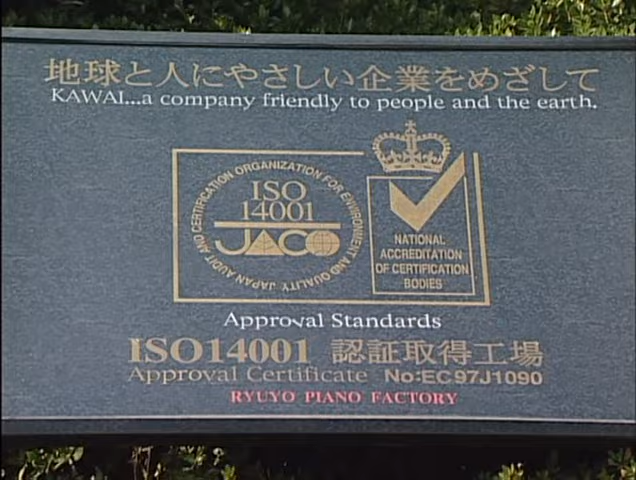 地球と人にやさしい企業をめざして
KAWAI...a company friendly to people and the earth.
JAPAN AUDIT AND CERTIFICATION ORGANIZATION FOR ENVIRONMENT AND QUALITY
ISO
14001
JACO
NATIONAL
ACCREDITATION
OF CERTIFICATION
BODIES
Approval Standards
ISO14001 認証取得工場
Approval Certificate No:EC97J1090
RYUYO PIANO FACTORY